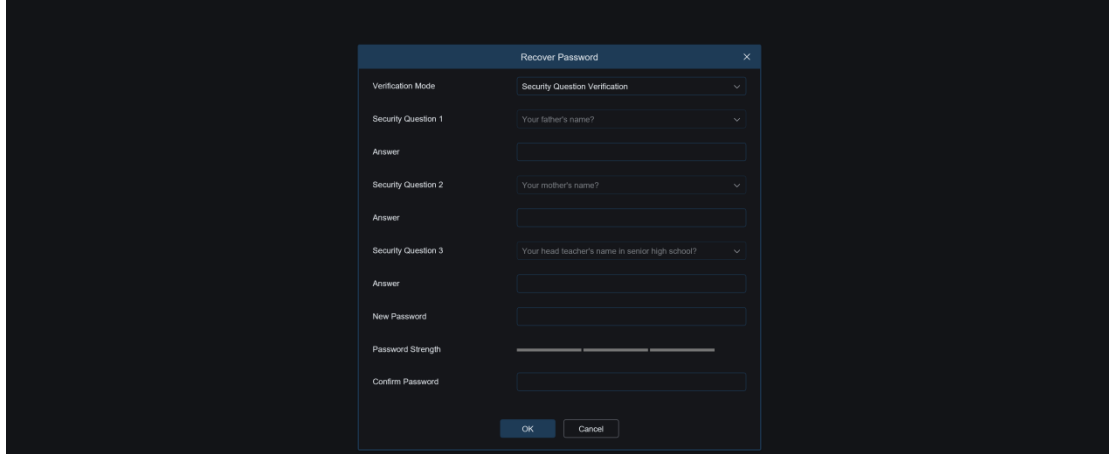 Recover Password
Verification Mode Security Question Verification
Security Question 1 Your father's name?
Answer
Security Question 2 Your mother's name?
Answer
Security Question 3 Your head teacher's name in senior high school?
Answer
New Password
Password Strength
Confirm Password
OK Cancel